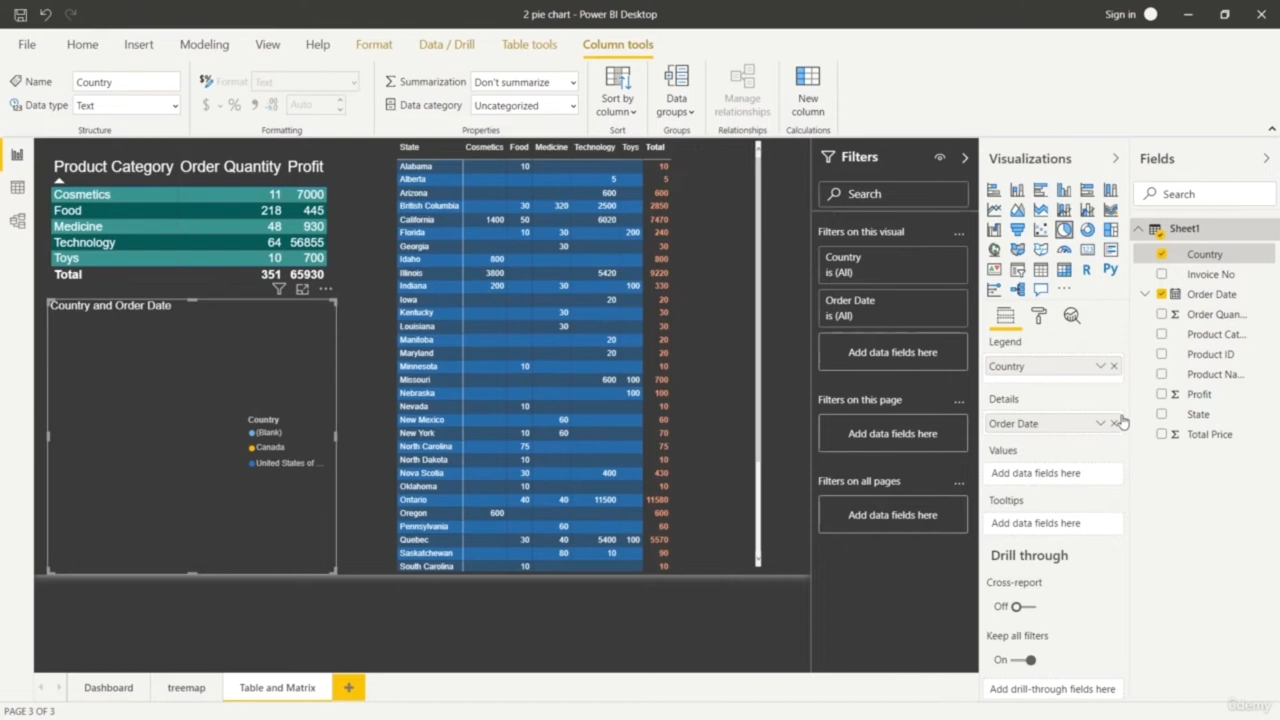 2 pie chart - Power BI Desktop
Sign in
File Home Insert Modeling View Help Format Data / Drill Table tools Column tools
Name Country
Data type Text
Structure
Format Text
$ % Auto
Formatting
Summarization Don't summarize
Data category Uncategorized
Properties
Sort by column
Sort
Data groups
Groups
Manage relationships
Relationships
New column
Calculations
Product Category Order Quantity Profit
Cosmetics 11 7000
Food 218 445
Medicine 48 930
Technology 64 56855
Toys 10 700
Total 351 65930
Country and Order Date
Country
(Blank)
Canada
United States of ...
State Cosmetics Food Medicine Technology Toys Total
Alabama 10 10
Alberta 5 5
Arizona 600 600
British Columbia 30 320 2500 2850
California 1400 50 6020 7470
Florida 10 30 200 240
Georgia 30 30
Idaho 800 800
Illinois 3800 5420 9220
Indiana 200 30 100 330
Iowa 20 20
Kentucky 30 30
Louisiana 30 30
Manitoba 20 20
Maryland 20 20
Minnesota 10 10
Missouri 600 100 700
Nebraska 100 100
Nevada 10 10
New Mexico 60 60
New York 10 60 70
North Carolina 75 75
North Dakota 10 10
Nova Scotia 30 400 430
Oklahoma 10 10
Ontario 40 40 11500 11580
Oregon 600 600
Pennsylvania 60 60
Quebec 30 40 5400 100 5570
Saskatchewan 80 10 90
South Carolina 10 10
Filters
Search
Filters on this visual ...
Country
is (All)
Order Date
is (All)
Add data fields here
Filters on this page ...
Add data fields here
Filters on all pages ...
Add data fields here
Visualizations
R Py
...
Legend
Country
Details
Order Date
Values
Add data fields here
Tooltips
Add data fields here
Drill through
Cross-report
Off
Keep all filters
On
Add drill-through fields here
Fields
Search
Sheet1
Country
Invoice No
Order Date
Σ Order Quan...
Product Cat...
Product ID
Product Na...
Σ Profit
State
Σ Total Price
Dashboard treemap Table and Matrix +
PAGE 3 OF 3
ûdemy